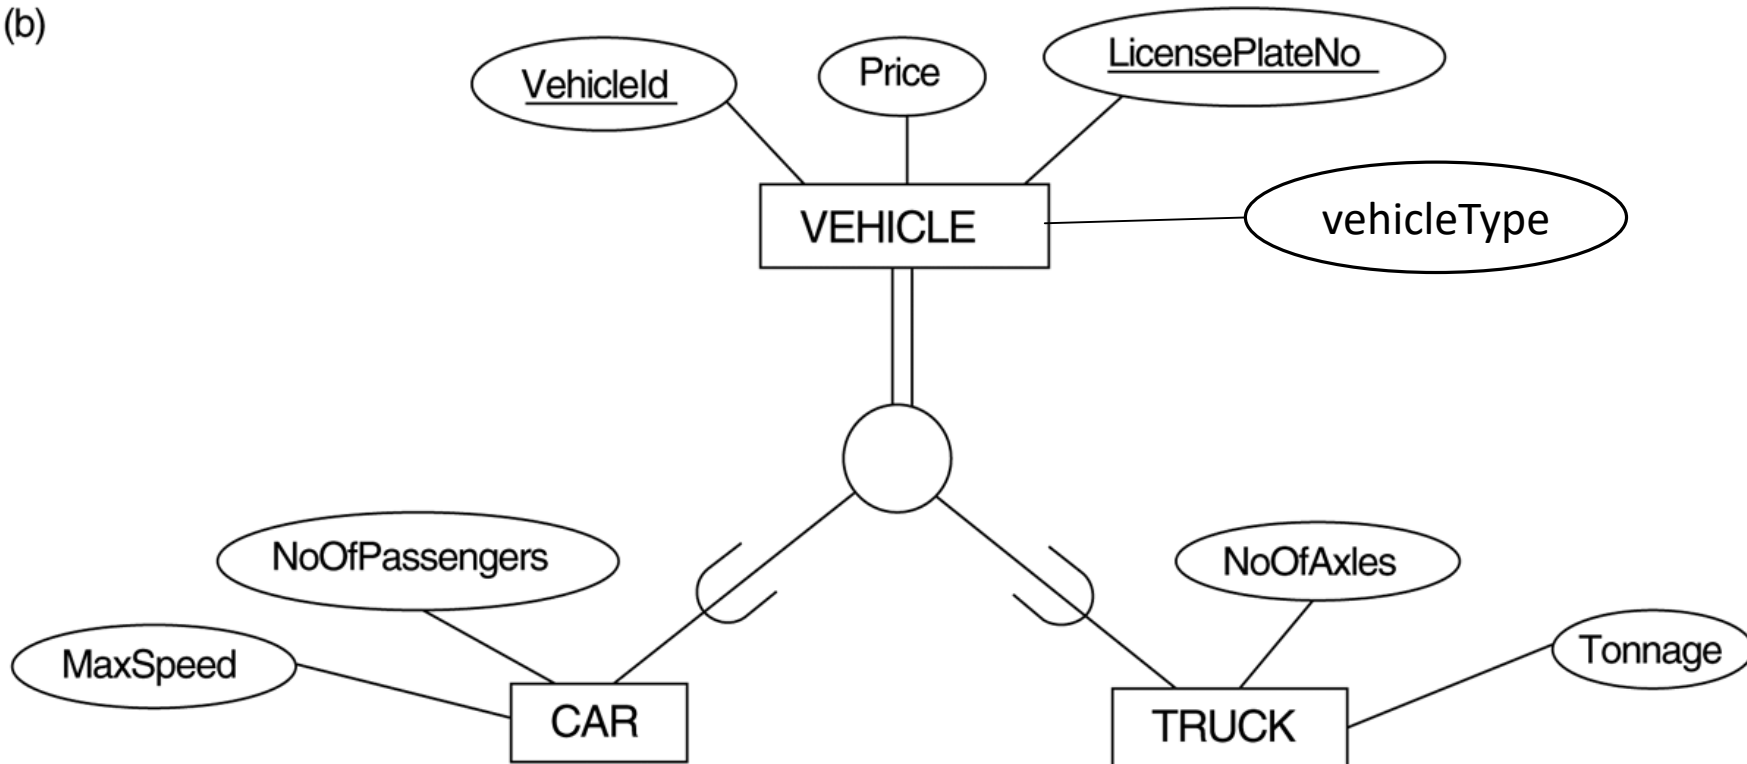 (b)
VehicleId
Price
LicensePlateNo
VEHICLE
vehicleType
NoOfPassengers
NoOfAxles
MaxSpeed
Tonnage
CAR
TRUCK